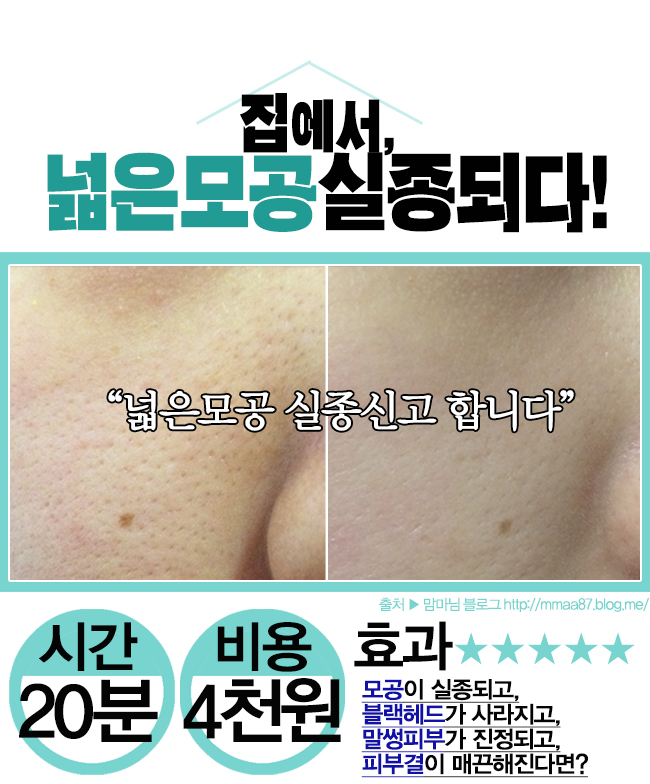 집에서,
넓은모공실종되다!
“넓은모공 실종신고 합니다”
출처 ▶ 맘마님 블로그 http://mmaa87.blog.me/
시간
20분
비용
4천원
효과★★★★★
모공이 실종되고,
블랙헤드가 사라지고,
말썽피부가 진정되고,
피부결이 매끈해진다면?